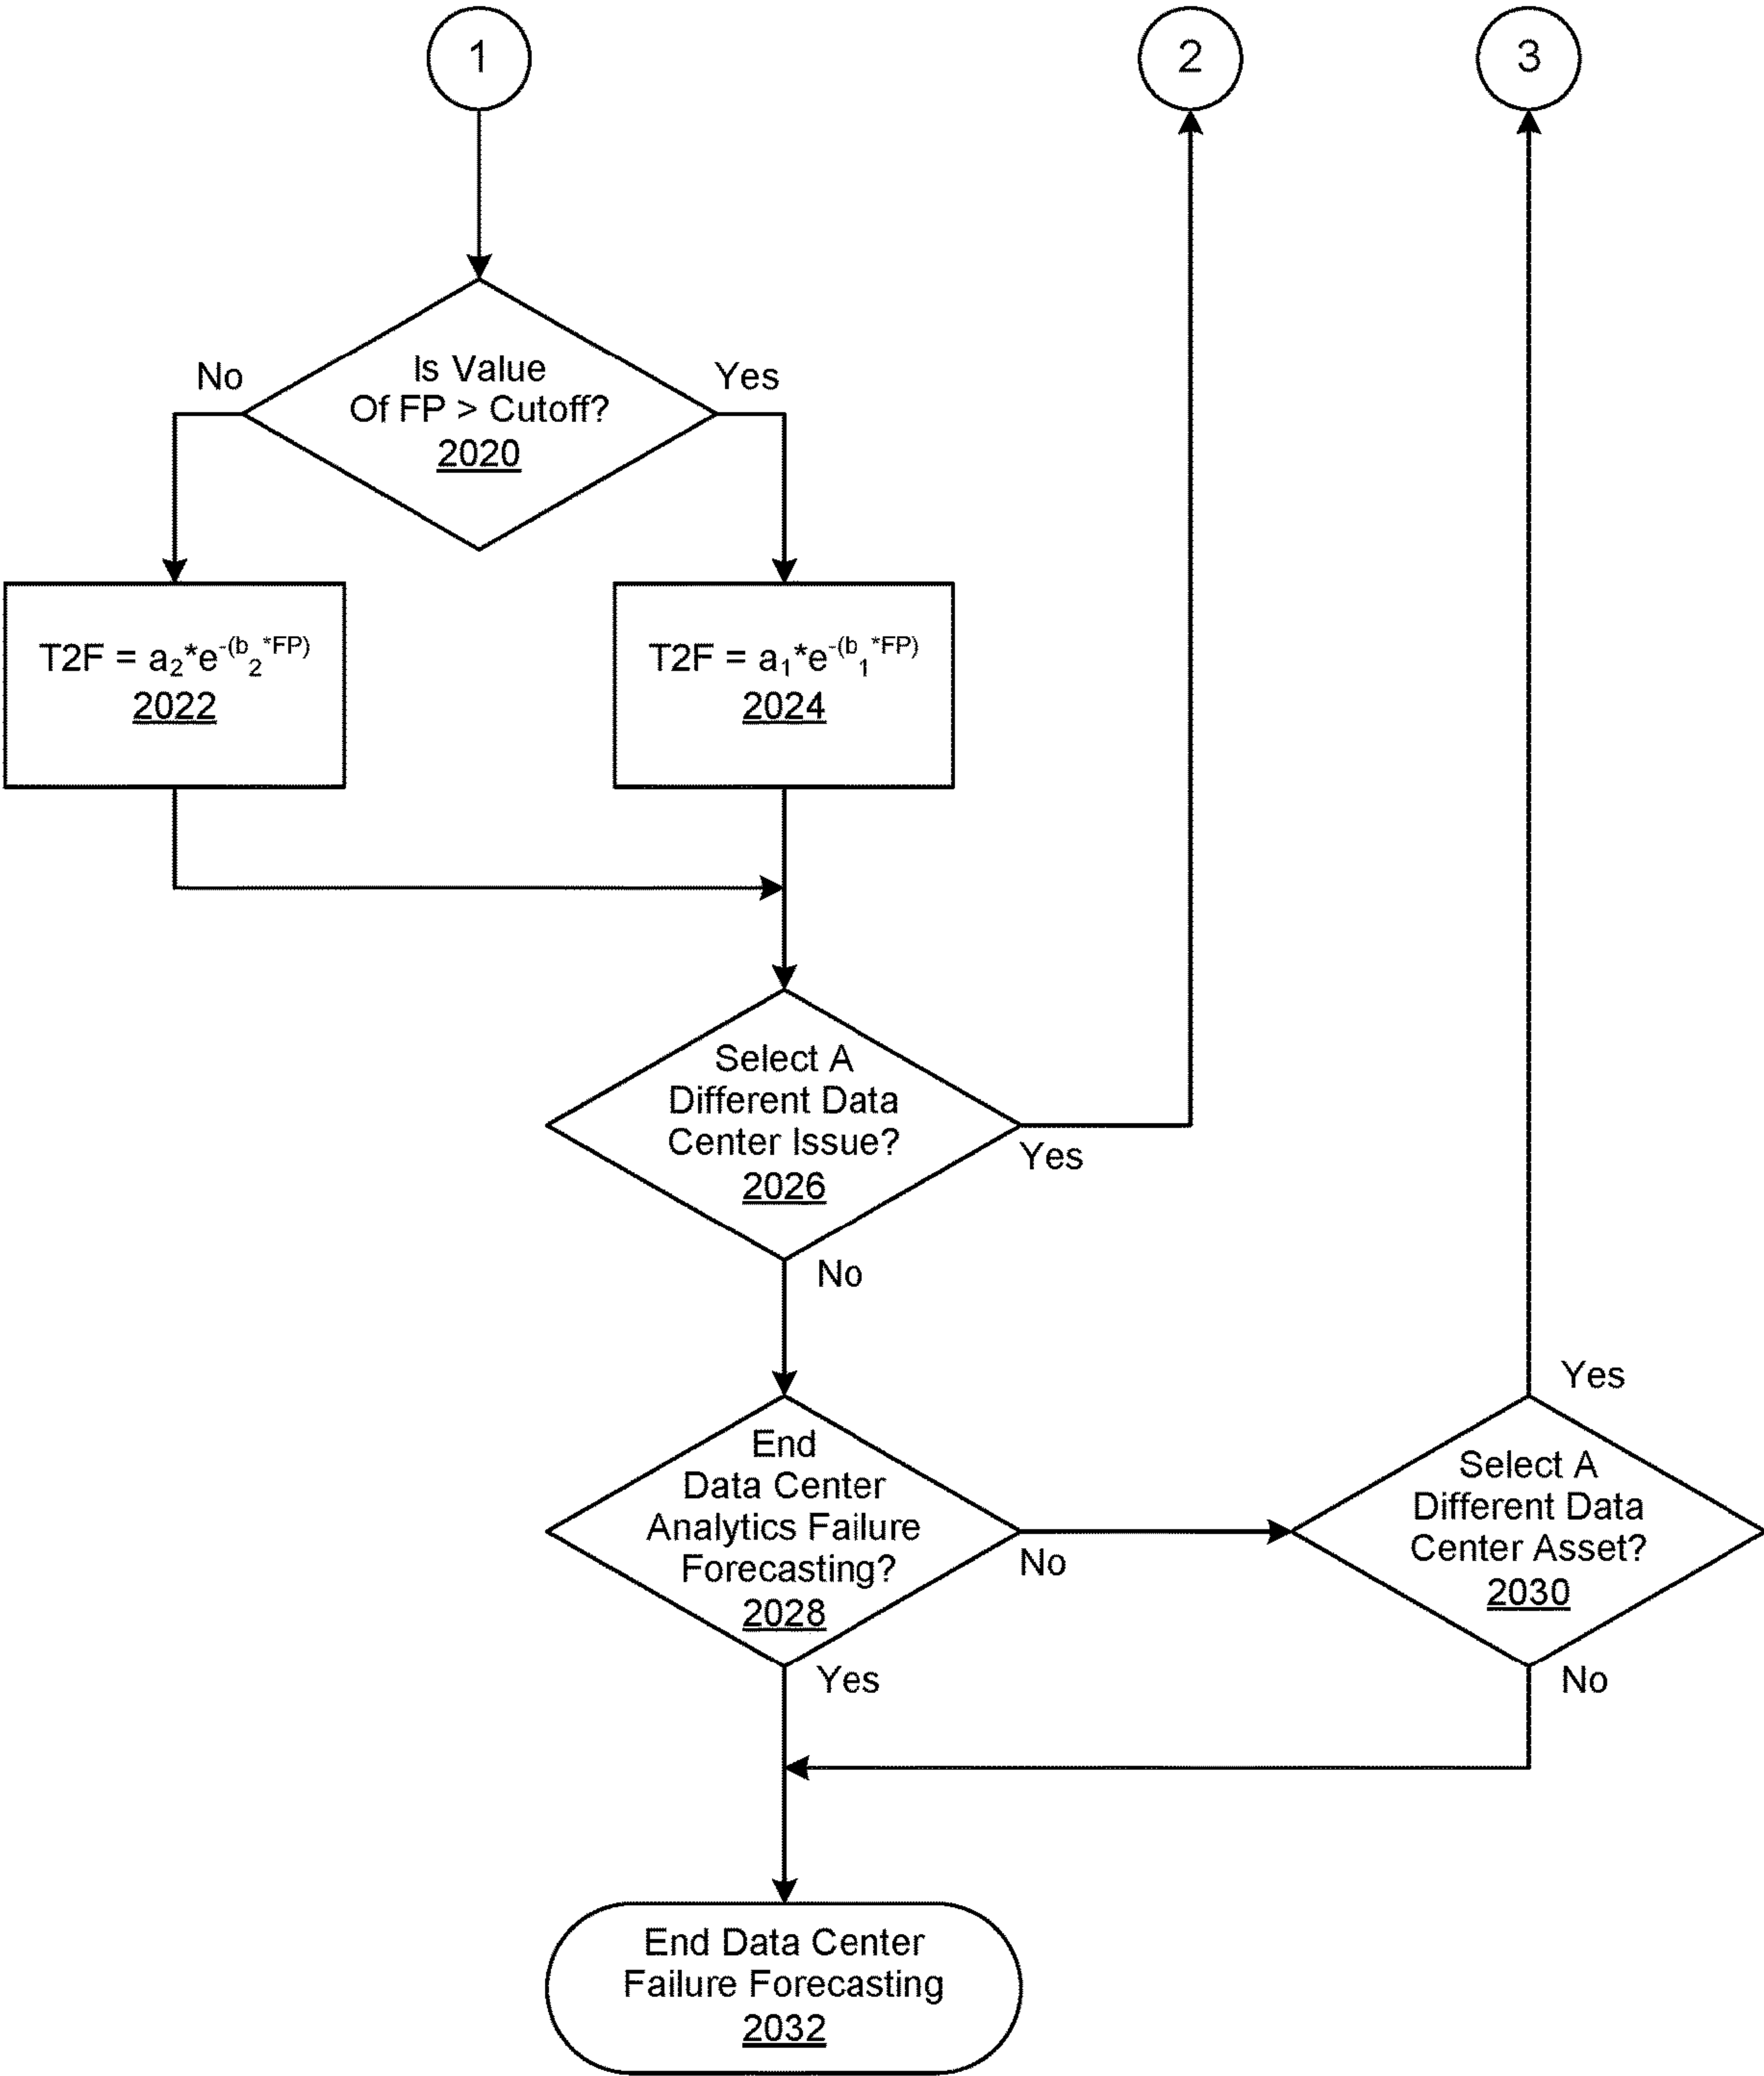 1
2
3
No
Is Value
Of FP > Cutoff?
2020
Yes
T2F = a₂*e^-(b₂*FP)
2022
T2F = a₁*e^-(b₁*FP)
2024
Select A
Different Data
Center Issue?
2026
Yes
No
End
Data Center
Analytics Failure
Forecasting?
2028
No
Yes
Yes
Select A
Different Data
Center Asset?
2030
No
End Data Center
Failure Forecasting
2032